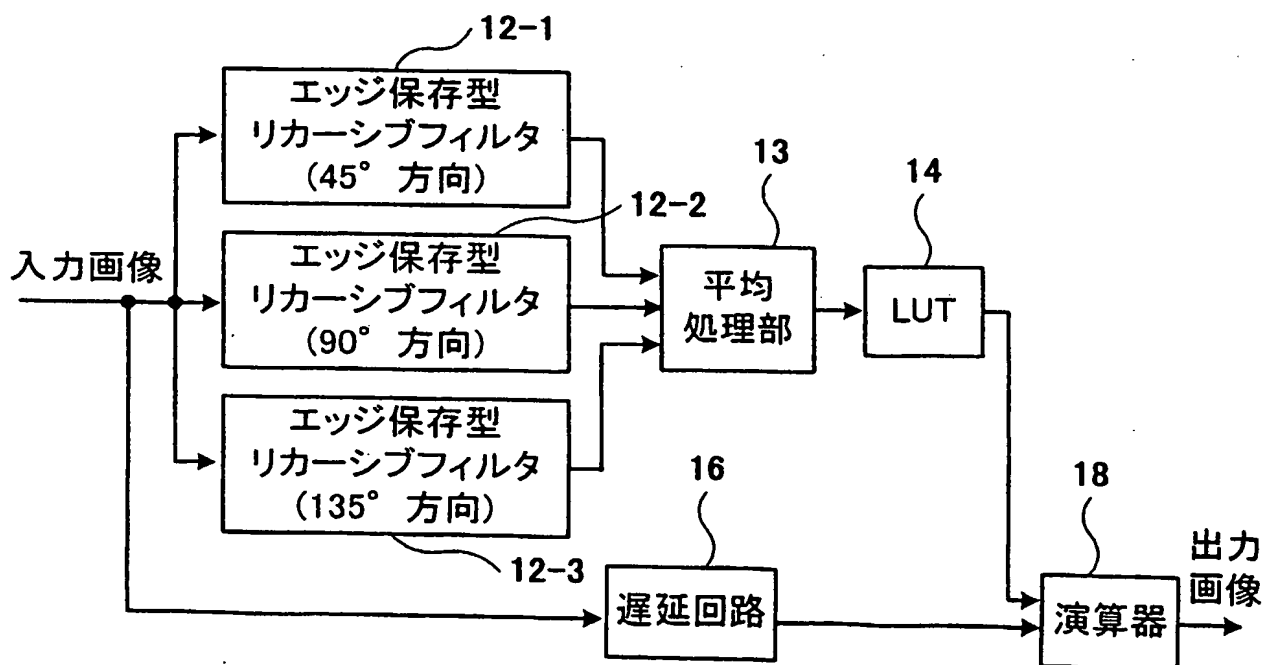 12-1
エッジ保存型
リカーシブフィルタ
(45° 方向)
12-2
入力画像
エッジ保存型
リカーシブフィルタ
(90° 方向)
13
平均
処理部
14
LUT
エッジ保存型
リカーシブフィルタ
(135° 方向)
12-3
16
遅延回路
18
演算器
出力
画像